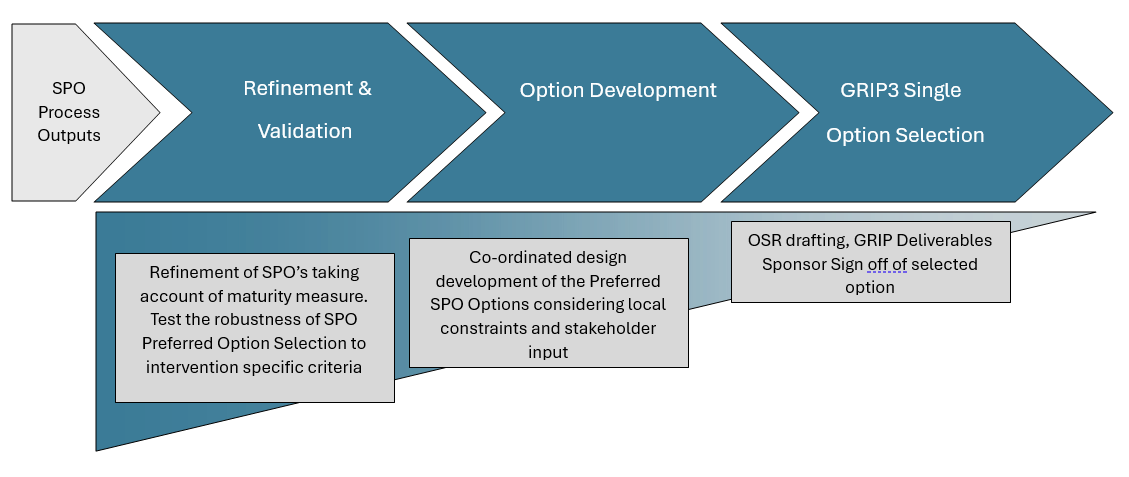 SPO
Process
Outputs
Refinement &
Validation
Option Development
GRIP3 Single
Option Selection
Refinement of SPO’s taking
account of maturity measure.
Test the robustness of SPO
Preferred Option Selection to
intervention specific criteria
Co-ordinated design
development of the Preferred
SPO Options considering local
constraints and stakeholder
input
OSR drafting, GRIP Deliverables
Sponsor Sign off of selected
option